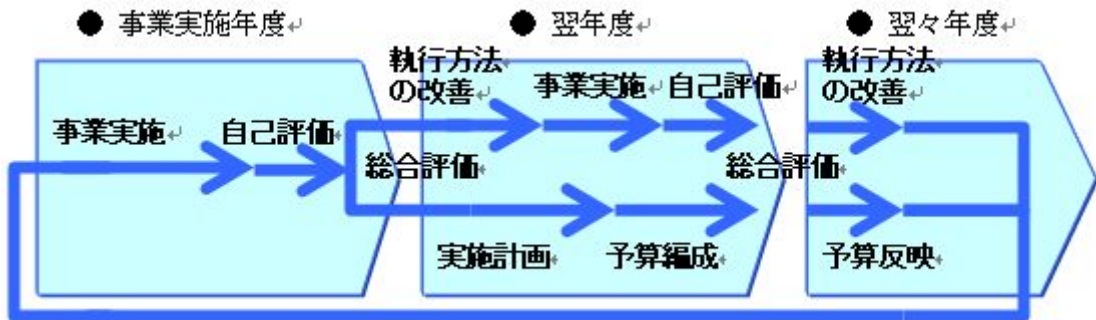 ● 事業実施年度
● 翌年度
● 翌々年度
執行方法
の改善
事業実施
自己評価
執行方法
の改善
事業実施
自己評価
総合評価
総合評価
実施計画
予算編成
予算反映